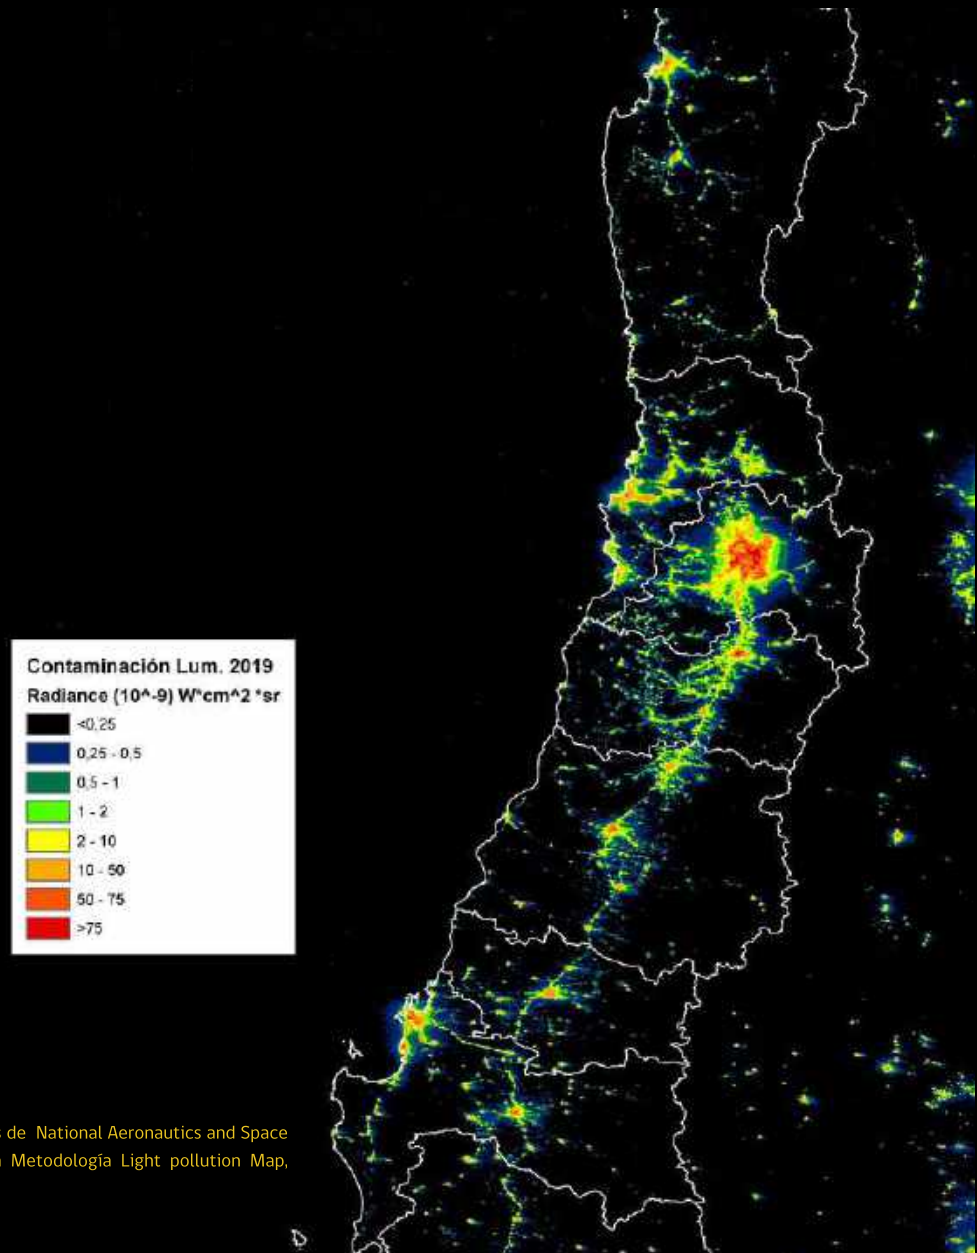 Contaminación Lum. 2019
Radiance (10^-9) W*cm^2 *sr
<0,25
0,25 - 0,5
0,5 - 1
1 - 2
2 - 10
10 - 50
50 - 75
>75
de National Aeronautics and Space
Metodología Light pollution Map,